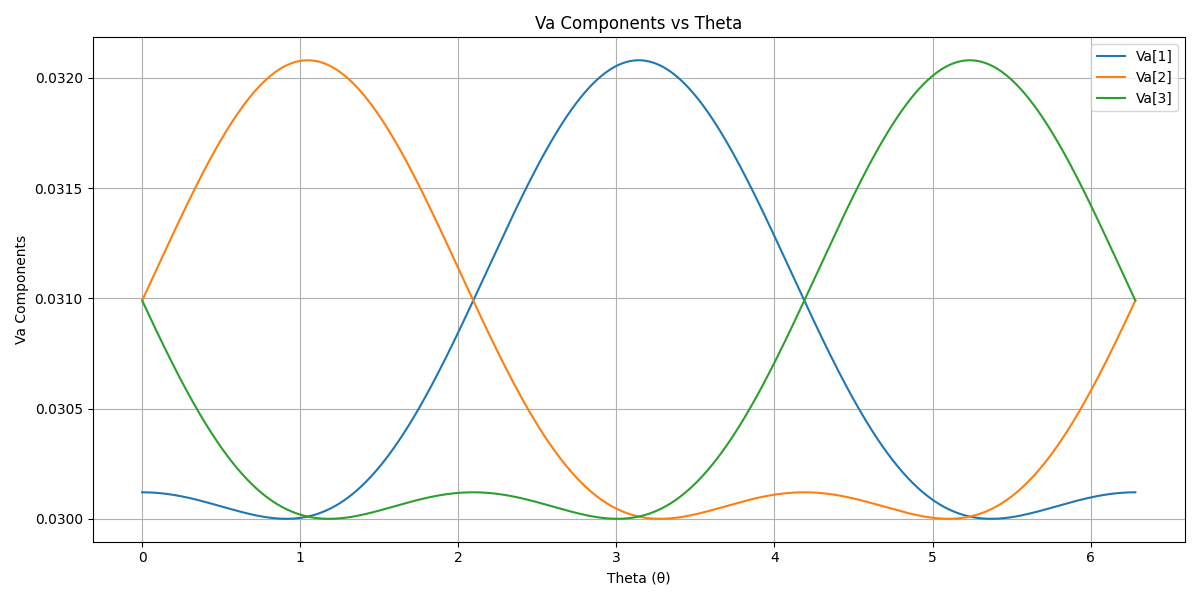 Va Components vs Theta
Va[1]
Va[2]
Va[3]
Va Components
0.0320
0.0315
0.0310
0.0305
0.0300
0 1 2 3 4 5 6
Theta (θ)